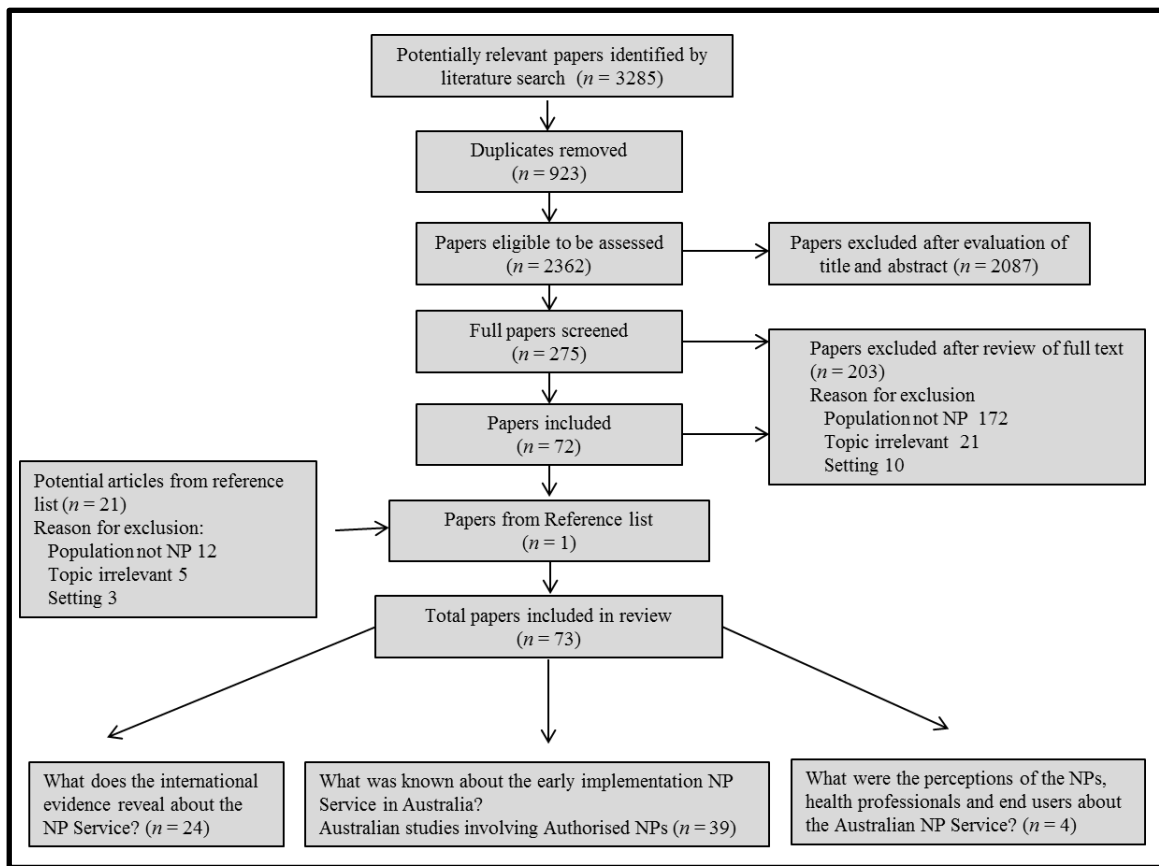 Potentially relevant papers identified by
literature search (n = 3285)
Duplicates removed
(n = 923)
Papers eligible to be assessed
(n = 2362)
Papers excluded after evaluation of
title and abstract (n = 2087)
Full papers screened
(n = 275)
Papers excluded after review of full text
(n = 203)
Reason for exclusion
Population not NP 172
Topic irrelevant 21
Setting 10
Papers included
(n = 72)
Potential articles from reference
list (n = 21)
Reason for exclusion:
Population not NP 12
Topic irrelevant 5
Setting 3
Papers from Reference list
(n = 1)
Total papers included in review
(n = 73)
What does the international
evidence reveal about the
NP Service? (n = 24)
What was known about the early implementation NP
Service in Australia?
Australian studies involving Authorised NPs (n = 39)
What were the perceptions of the NPs,
health professionals and end users about
the Australian NP Service? (n = 4)